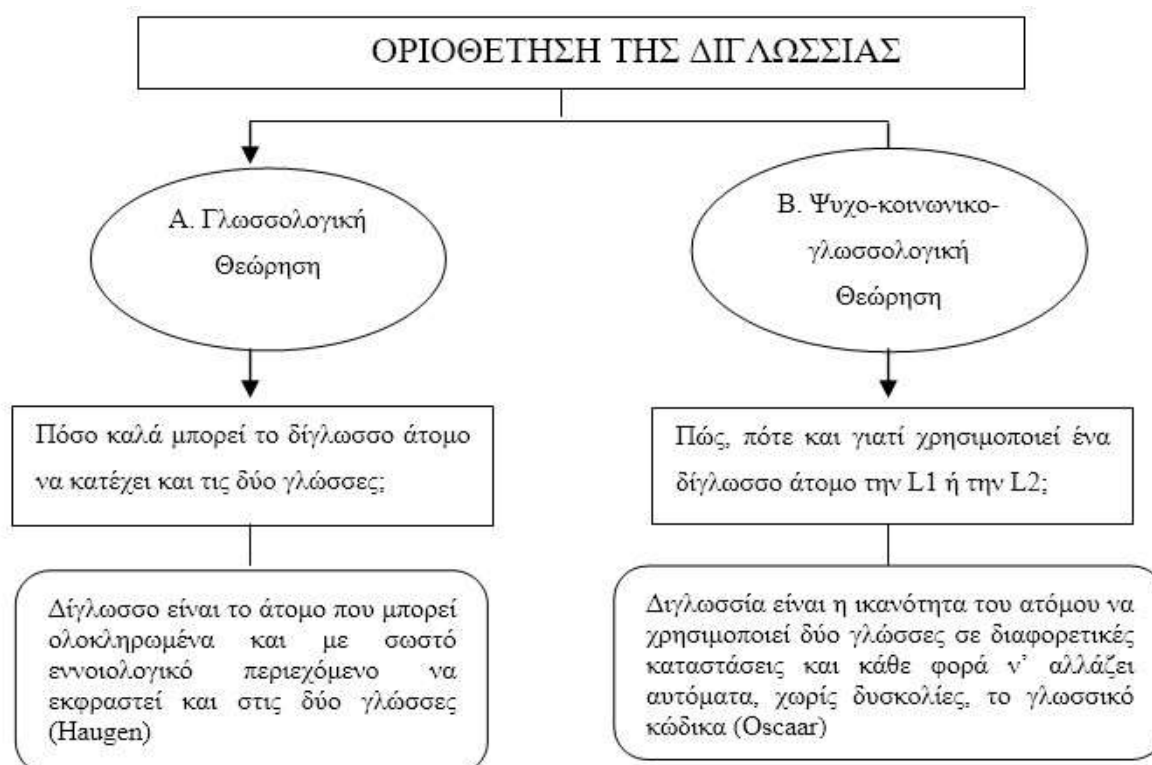 ΟΡΙΟΘΕΤΗΣΗ ΤΗΣ ΔΙΓΛΩΣΣΙΑΣ
Α. Γλωσσολογική
Θεώρηση
Β. Ψυχο-κοινωνικο-
γλωσσολογική
Θεώρηση
Πόσο καλά μπορεί το δίγλωσσο άτομο
να κατέχει και τις δύο γλώσσες;
Πώς, πότε και γιατί χρησιμοποιεί ένα
δίγλωσσο άτομο την L1 ή την L2;
Δίγλωσσο είναι το άτομο που μπορεί
ολοκληρωμένα και με σωστό
εννοιολογικό περιεχόμενο να
εκφραστεί και στις δύο γλώσσες
(Haugen)
Διγλωσσία είναι η ικανότητα του ατόμου να
χρησιμοποιεί δύο γλώσσες σε διαφορετικές
καταστάσεις και κάθε φορά ν’ αλλάζει
αυτόματα, χωρίς δυσκολίες, το γλωσσικό
κώδικα (Oscaar)